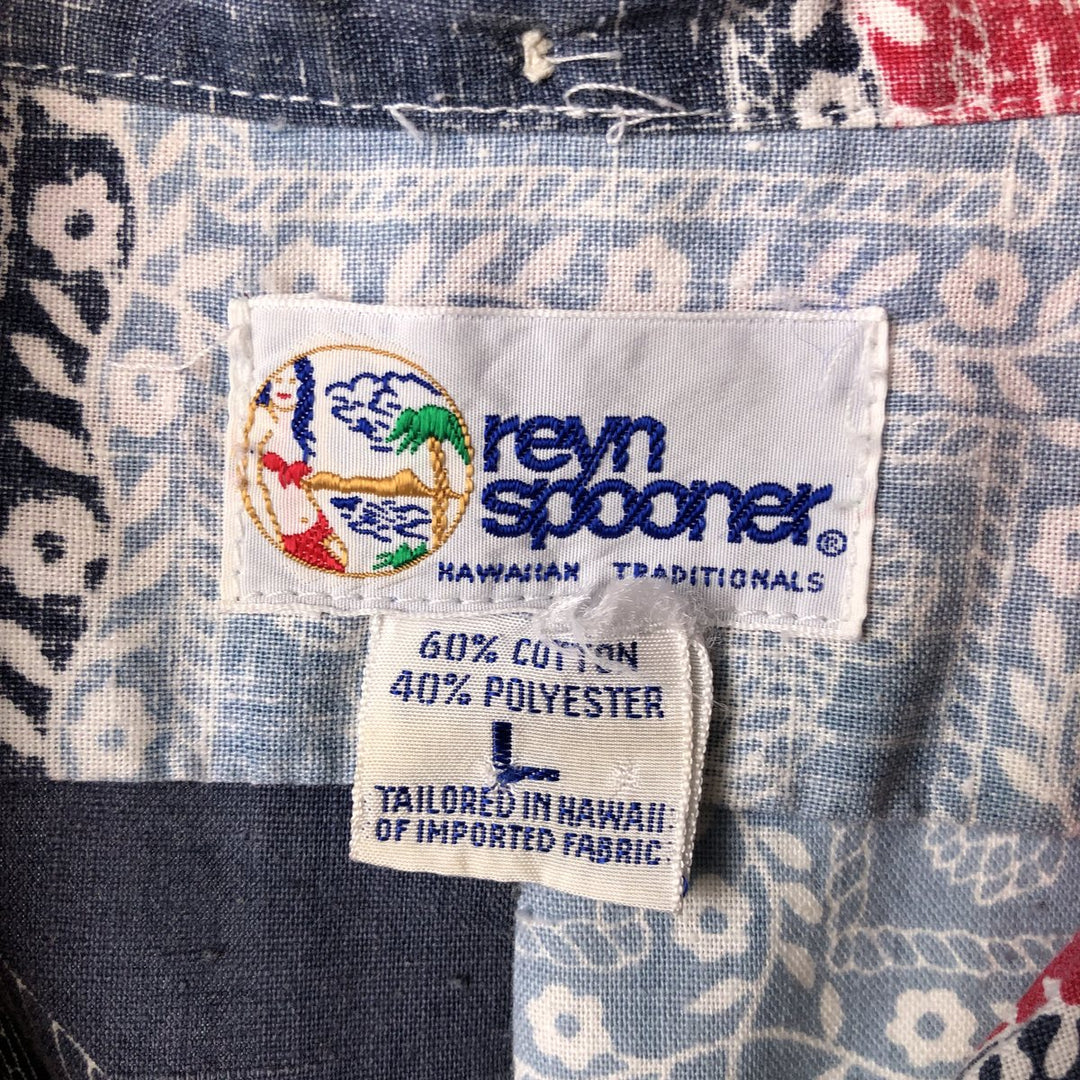 reyn
spooner®
HAWAIIAN TRADITIONALS
60% COTTON
40% POLYESTER
L
TAILORED IN HAWAII
OF IMPORTED FABRIC